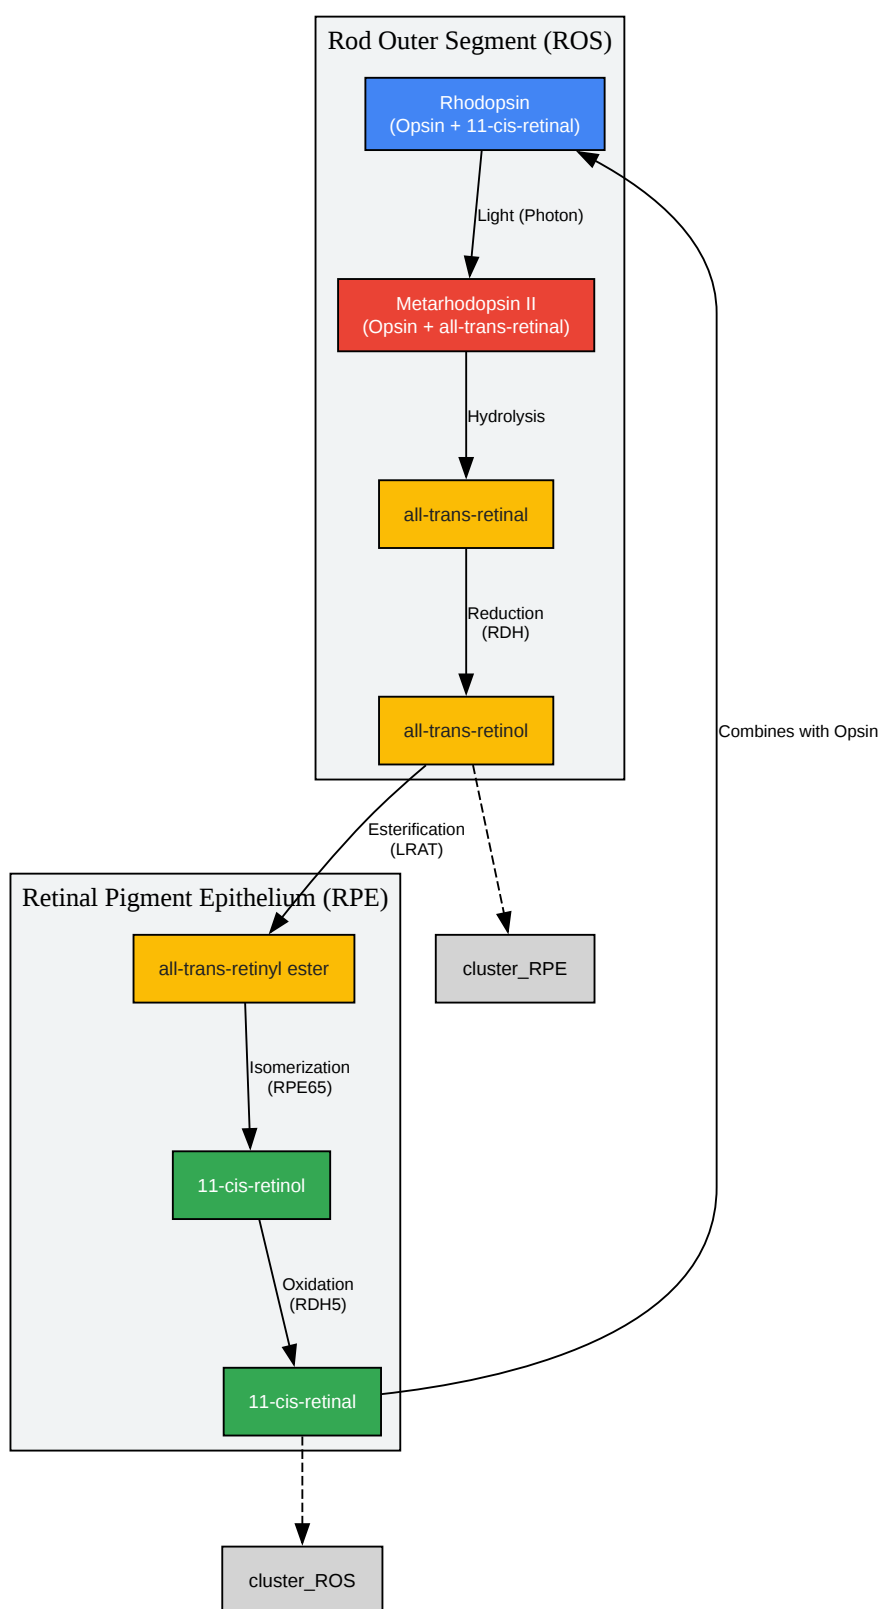 Rod Outer Segment (ROS)
Rhodopsin
(Opsin + 11-cis-retinal)
Light (Photon)
Metarhodopsin II
(Opsin + all-trans-retinal)
Hydrolysis
all-trans-retinal
Reduction
(RDH)
all-trans-retinol
Combines with Opsin
Esterification
(LRAT)
Retinal Pigment Epithelium (RPE)
all-trans-retinyl ester
cluster_RPE
Isomerization
(RPE65)
11-cis-retinol
Oxidation
(RDH5)
11-cis-retinal
cluster_ROS